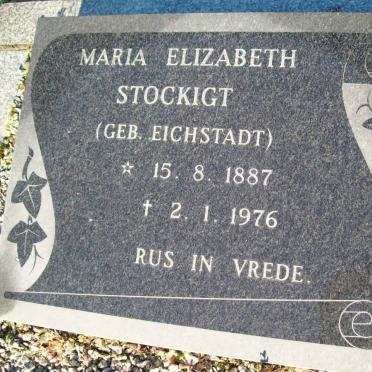 MARIA ELIZABETH
STOCKIGT
(GEB. EICHSTADT)
☆ 15. 8. 1887
† 2. 1. 1976
RUS IN VREDE.